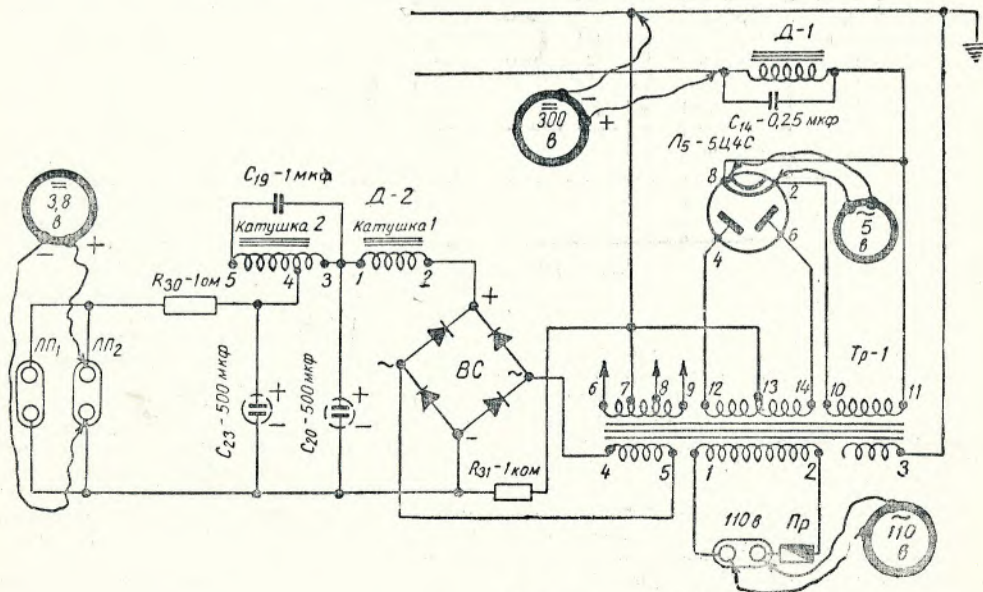 Д-1
300 в
- +
C14 - 0,25 мкф
Л5 - 5Ц4С
8 2
4 6
~ 5 в
C19 - 1 мкф
Д-2
3,8 в
- +
Катушка 2
Катушка 1
5 4 3 1 2
R30 - 1 ом
ЛП1 ЛП2
C23 - 500 мкф
+ -
C20 - 500 мкф
+ -
+
~ ВС ~
-
Тр-1
6 7 8 9 12 13 14 10 11
4 5 1 2 3
R31 - 1 ком
110 в Пр
~ 110 в